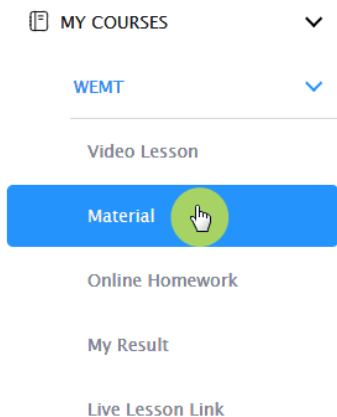 MY COURSES
WEMT
Video Lesson
Material
Online Homework
My Result
Live Lesson Link